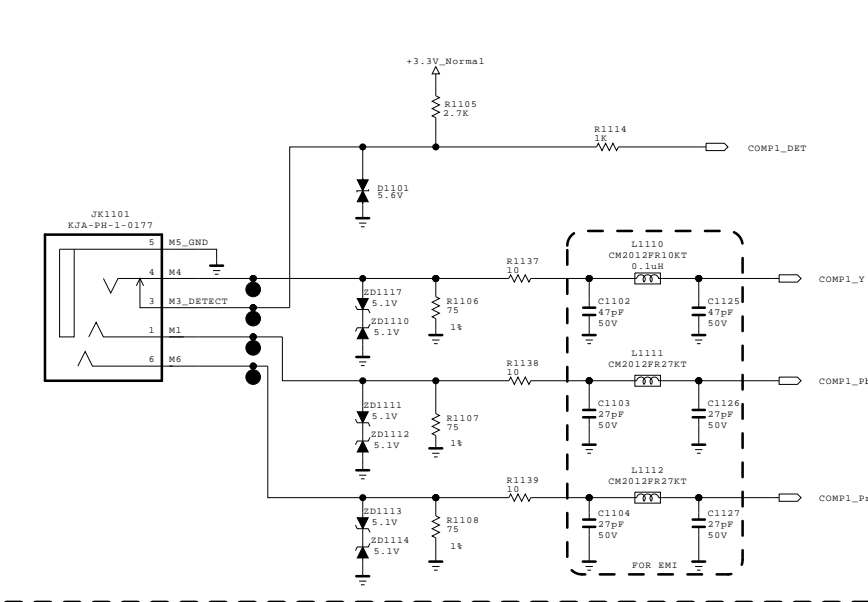 +3.3V_Normal
R1105
2.7K
R1114
1K
COMP1_DET
D1101
5.6V
JK1101
KJA-PH-1-0177
5 M5_GND
4 M4
3 M3_DETECT
1 M1
6 M6
R1137
10
L1110
CM2012FR10KT
0.1uH
COMP1_Y
ZD1117
5.1V
ZD1110
5.1V
R1106
75
1%
C1102
47pF
50V
C1125
47pF
50V
R1138
10
L1111
CM2012FR27KT
COMP1_Pb
ZD1111
5.1V
ZD1112
5.1V
R1107
75
1%
C1103
27pF
50V
C1126
27pF
50V
R1139
10
L1112
CM2012FR27KT
COMP1_Pr
ZD1113
5.1V
ZD1114
5.1V
R1108
75
1%
C1104
27pF
50V
C1127
27pF
50V
FOR EMI